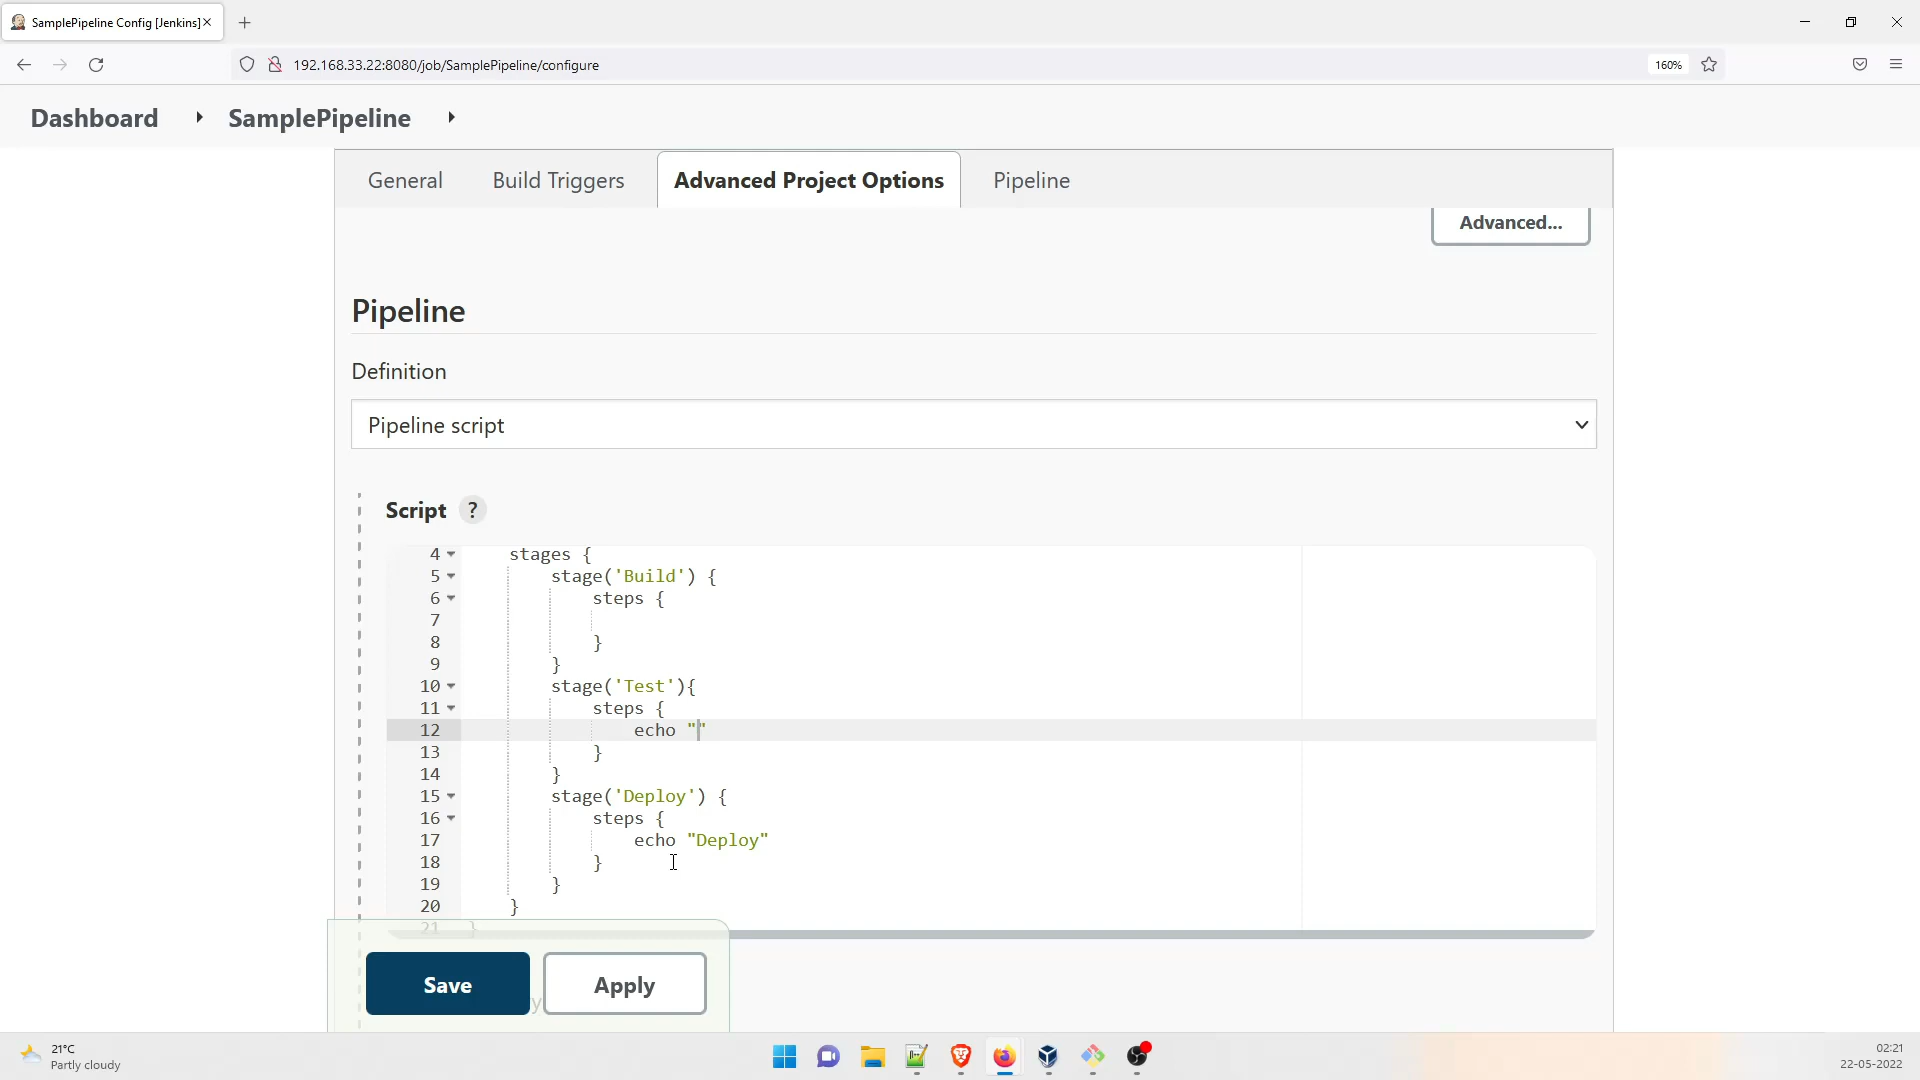 SamplePipeline Config [Jenkins]
192.168.33.22:8080/job/SamplePipeline/configure
160%
Dashboard SamplePipeline
General Build Triggers Advanced Project Options Pipeline
Advanced...
Pipeline
Definition
Pipeline script
Script ?
4 stages {
5 stage('Build') {
6 steps {
7
8 }
9 }
10 stage('Test'){
11 steps {
12 echo ""
13 }
14 }
15 stage('Deploy') {
16 steps {
17 echo "Deploy"
18 }
19 }
20 }
21 }
Save Apply y
21°C
Partly cloudy
02:21
22-05-2022